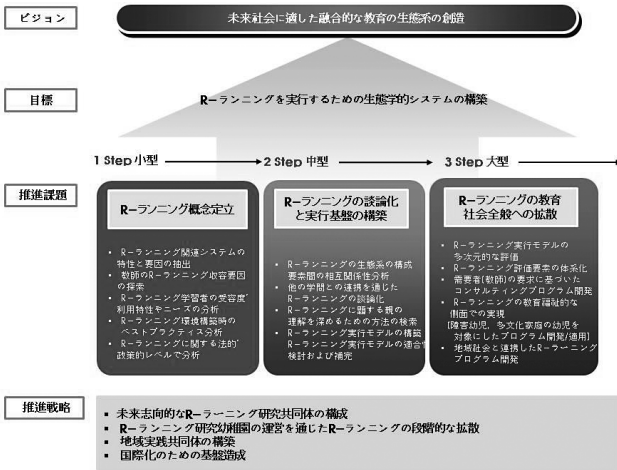 ビジョン
未来社会に適した融合的な教育の生態系の創造
目標
R-ランニングを実行するための生態学的システムの構築
1 Step 小型
2 Step 中型
3 Step 大型
推進課題
R-ランニング概念定立
• R-ランニング関連システムの
特性と要因の抽出
• 教師のR-ランニング収容要因
の探索
• R-ランニング学習者の受容度'
利用特性やニーズの分析
• R-ランニング環境構築時の
ベストプラクティス分析
• R-ランニングに関する法的'
政策的レベルで分析
R-ランニングの談論化
と実行基盤の構築
• R-ランニングの生態系の構成
要素間の相互関係性分析
• 他の学問との連携を通じた
R-ランニングの談論化
• R-ランニングに題する親の
理解を深めるための方法の検索
• R-ランニング実行モデルの構築
R-ランニング実行モデルの適合性
検討および補完
R-ランニングの教育
社会全般への拡散
• R-ランニング実行モデルの
多次元的な評価
• R-ランニング評価要素の体系化
• 需要者(教師)の要求に基づいた
コンサルティングプログラム開発
• R-ランニングの教育福祉的な
側面での実現
[障害幼児, 多文化家庭の幼児を
対象にしたプログラム開発/適用]
• 地域社会と連携したR-ラーニング
プログラム開発
推進戦略
▪ 未来志向的なR-ラーニング研究共同体の構成
▪ R-ランニング研究幼稚園の運営を通じたR-ランニングの段階的な拡散
▪ 地域実践共同体の構築
▪ 国際化のための基盤造成